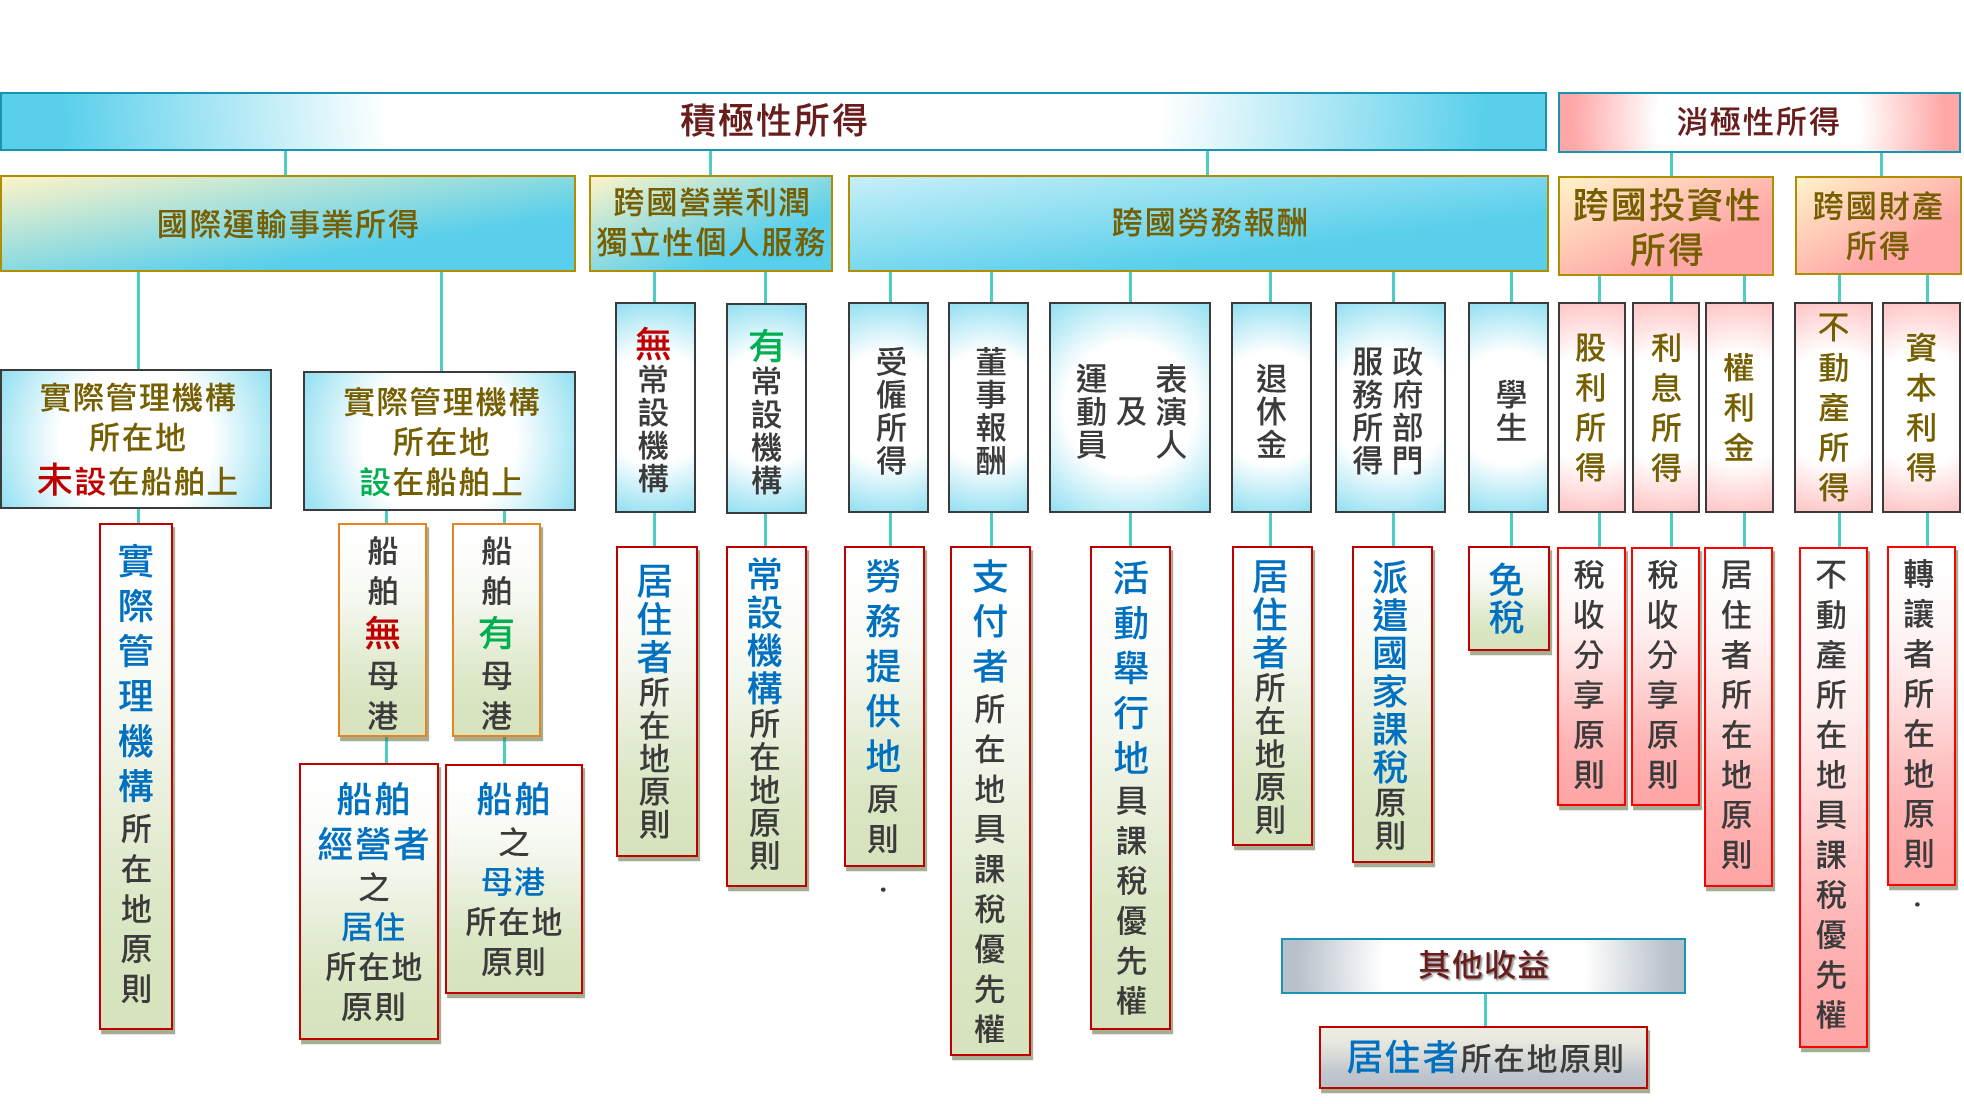 積極性所得
消極性所得
國際運輸事業所得
跨國營業利潤
獨立性個人服務
跨國勞務報酬
跨國投資性
所得
跨國財產
所得
實際管理機構
所在地
未設在船舶上
實際管理機構
所在地
設在船舶上
無常設機構
有常設機構
受僱所得
董事報酬
表演人
及
運動員
退休金
政府部門
服務所得
學生
股利所得
利息所得
權利金
不動產所得
資本利得
實際管理機構所在地原則
船舶無母港
船舶有母港
船舶
經營者
之
居住
所在地
原則
船舶
之
母港
所在地
原則
居住者所在地原則
常設機構所在地原則
勞務提供地原則
.
支付者所在地具課稅優先權
活動舉行地具課稅優先權
居住者所在地原則
派遣國家課稅原則
免稅
稅收分享原則
稅收分享原則
居住者所在地原則
不動產所在地具課稅優先權
轉讓者所在地原則
.
其他收益
居住者所在地原則